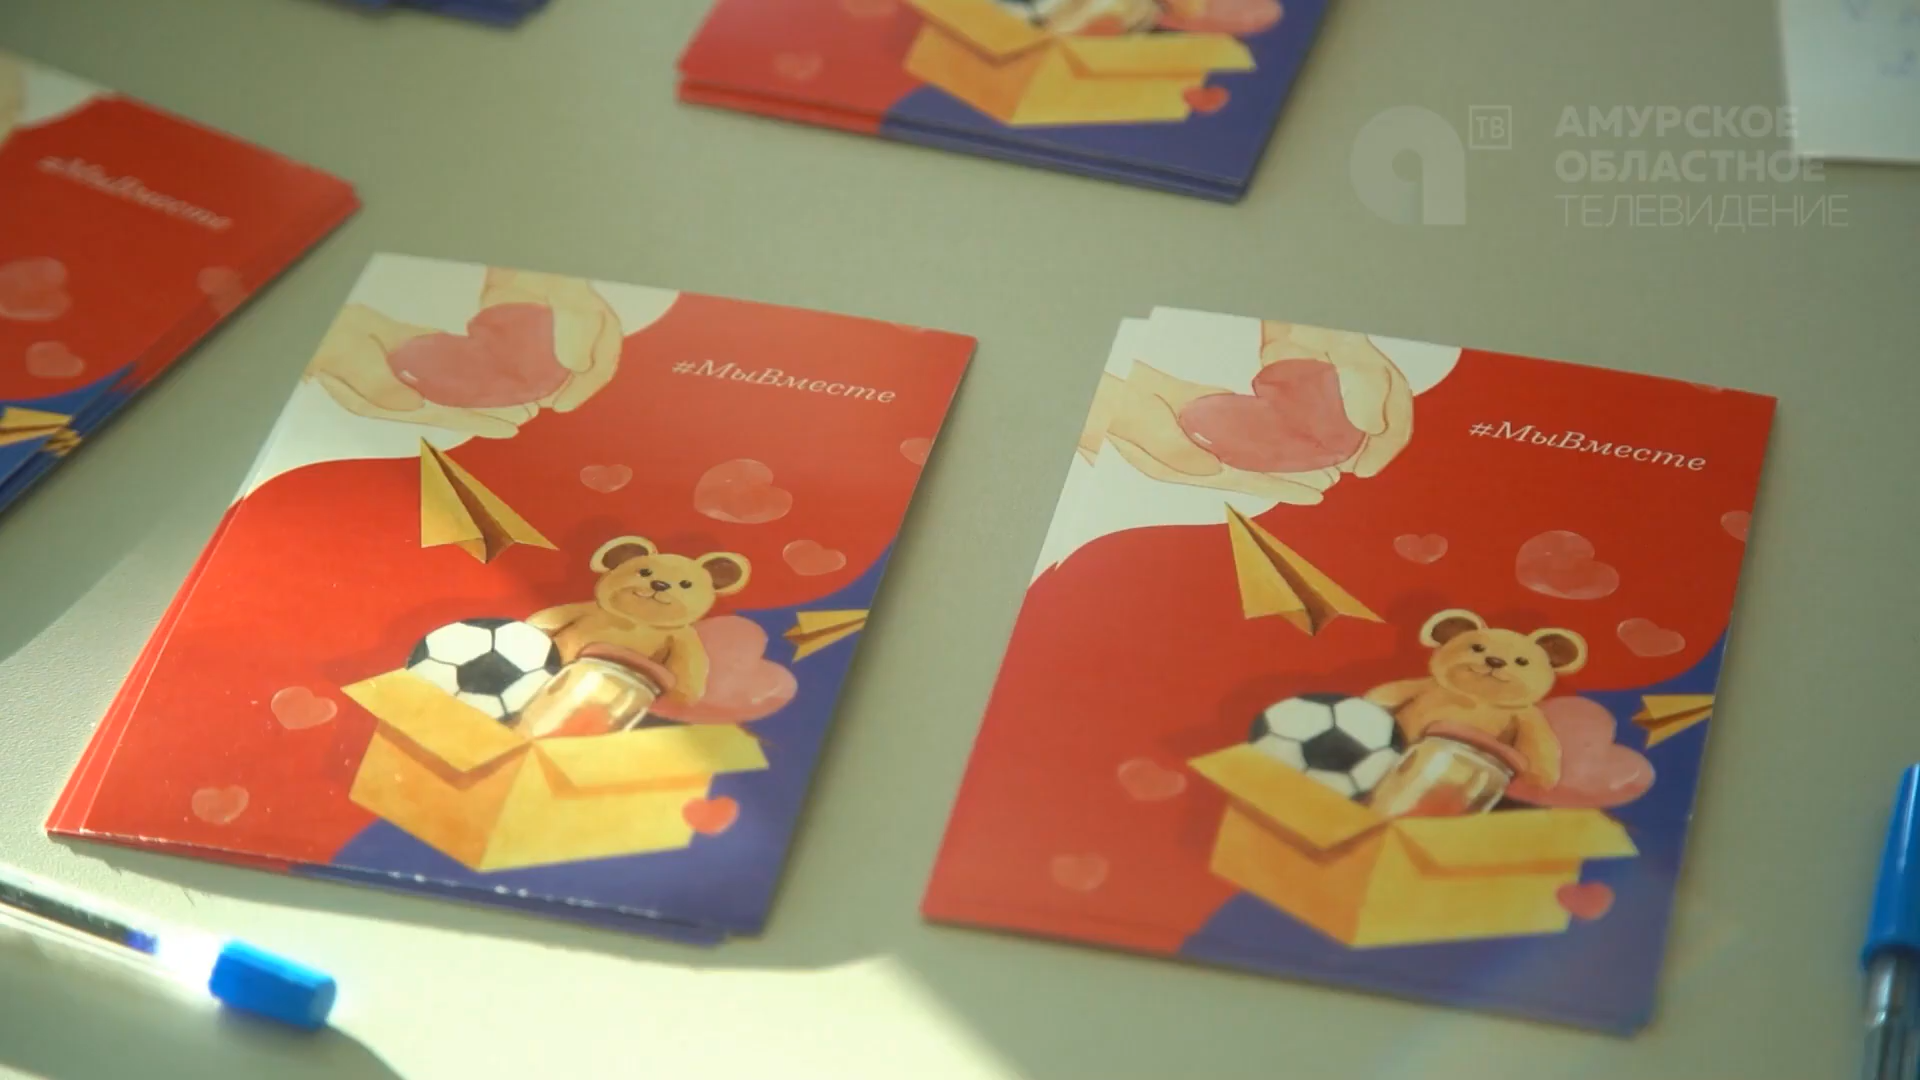 ТВ
АМУРСКОЕ
ОБЛАСТНОЕ
ТЕЛЕВИДЕНИЕ
#МыВместе
#МыВместе
#МыВместе